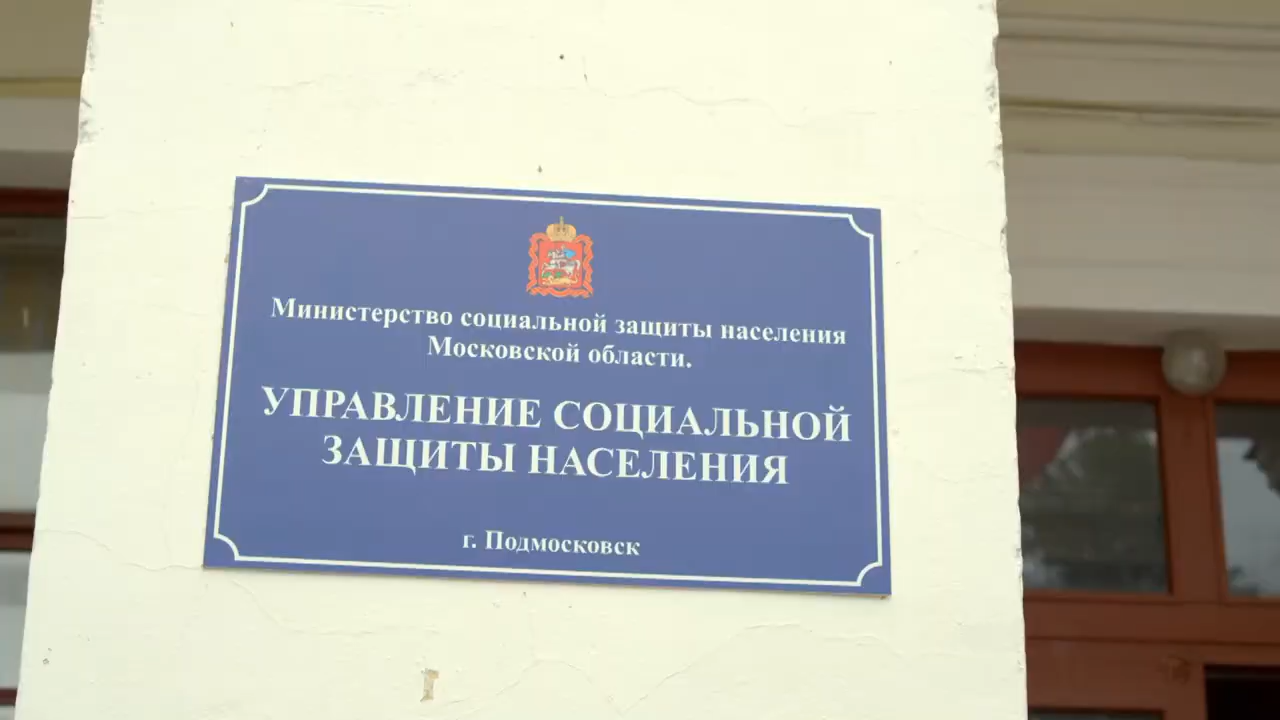 Министерство социальной защиты населения
Московской области.
УПРАВЛЕНИЕ СОЦИАЛЬНОЙ
ЗАЩИТЫ НАСЕЛЕНИЯ
г. Подмосковск